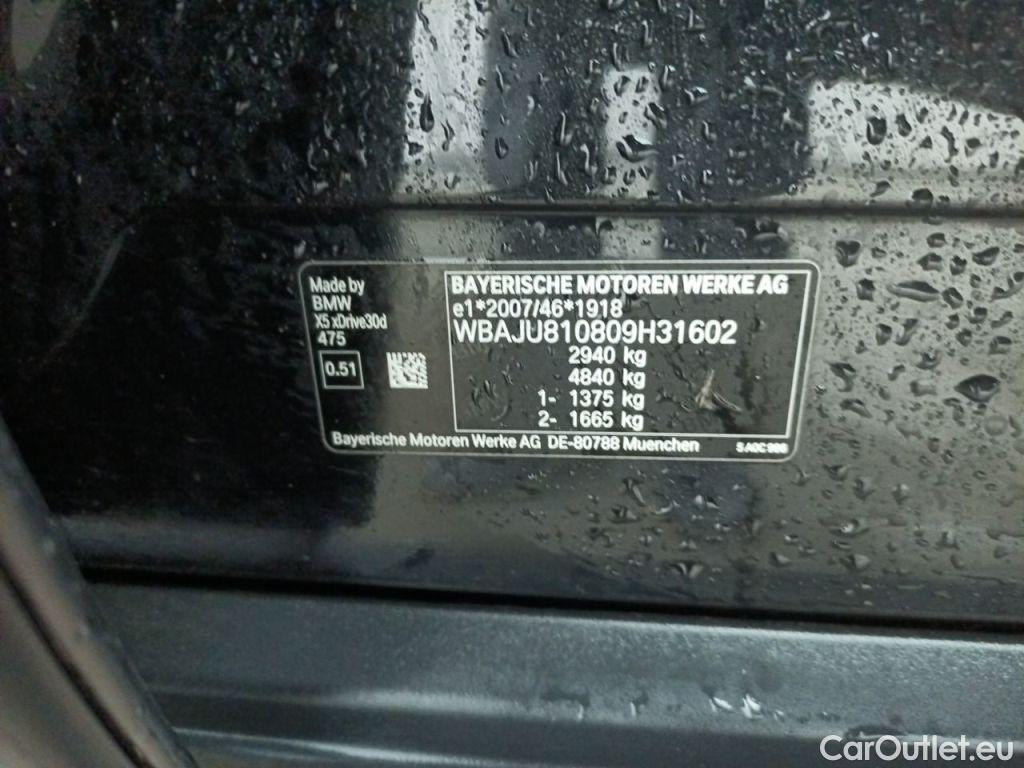 Made by
BMW
X5 xDrive30d
475
0.51
BAYERISCHE MOTOREN WERKE AG
e1*2007/46*1918
WBAJU810809H31602
2940 kg
4840 kg
1- 1375 kg
2- 1665 kg
Bayerische Motoren Werke AG DE-80788 Muenchen
CarOutlet.eu